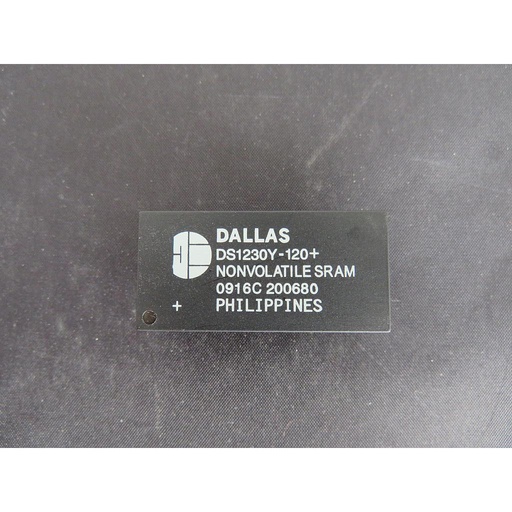 DALLAS
DS1230Y-120+
NONVOLATILE SRAM
0916C 200680
+ PHILIPPINES